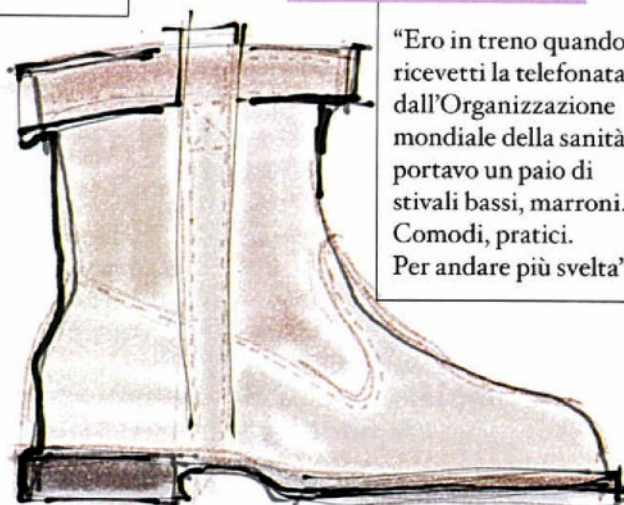 “Ero in treno quando
ricevetti la telefonata
dall’Organizzazione
mondiale della sanità
portavo un paio di
stivali bassi, marroni.
Comodi, pratici.
Per andare più svelta”